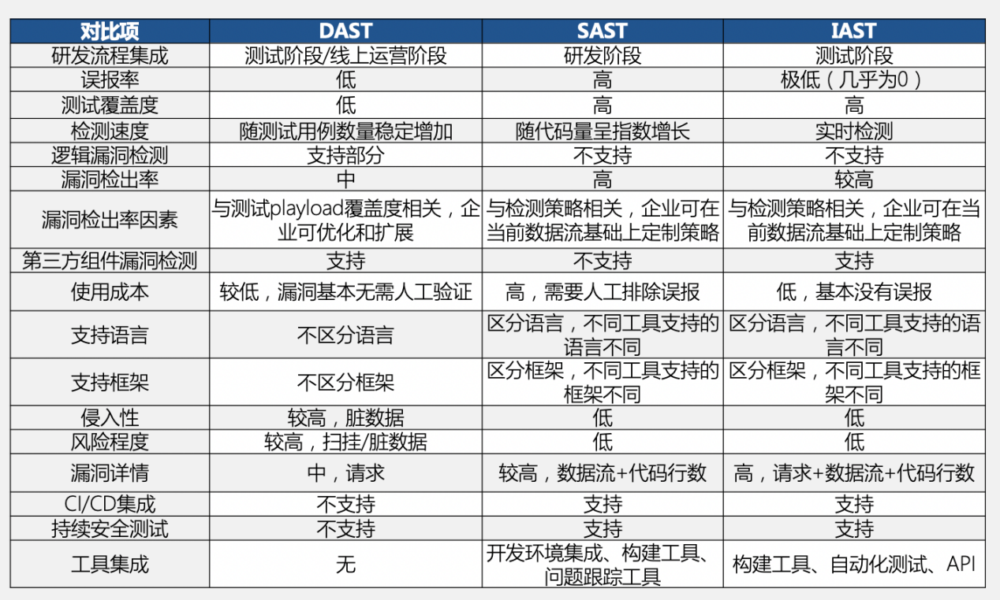 对比项 DAST SAST IAST
研发流程集成 测试阶段/线上运营阶段 研发阶段 测试阶段
误报率 低 高 极低（几乎为0）
测试覆盖度 低 高 高
检测速度 随测试用例数量稳定增加 随代码量呈指数增长 实时检测
逻辑漏洞检测 支持部分 不支持 不支持
漏洞检出率 中 高 较高
漏洞检出率因素
与测试playload覆盖度相关，企
业可优化和扩展
与检测策略相关，企业可在
当前数据流基础上定制策略
与检测策略相关，企业可在当
前数据流基础上定制策略
第三方组件漏洞检测 支持 不支持 支持
使用成本 较低，漏洞基本无需人工验证 高，需要人工排除误报 低，基本没有误报
支持语言 不区分语言
区分语言，不同工具支持的
语言不同
区分语言，不同工具支持的语
言不同
支持框架 不区分框架
区分框架，不同工具支持的
框架不同
区分框架，不同工具支持的框
架不同
侵入性 较高，脏数据 低 低
风险程度 较高，扫挂/脏数据 低 低
漏洞详情 中，请求 较高，数据流+代码行数 高，请求+数据流+代码行数
CI/CD集成 不支持 支持 支持
持续安全测试 不支持 支持 支持
工具集成 无
开发环境集成、构建工具、
问题跟踪工具
构建工具、自动化测试、API